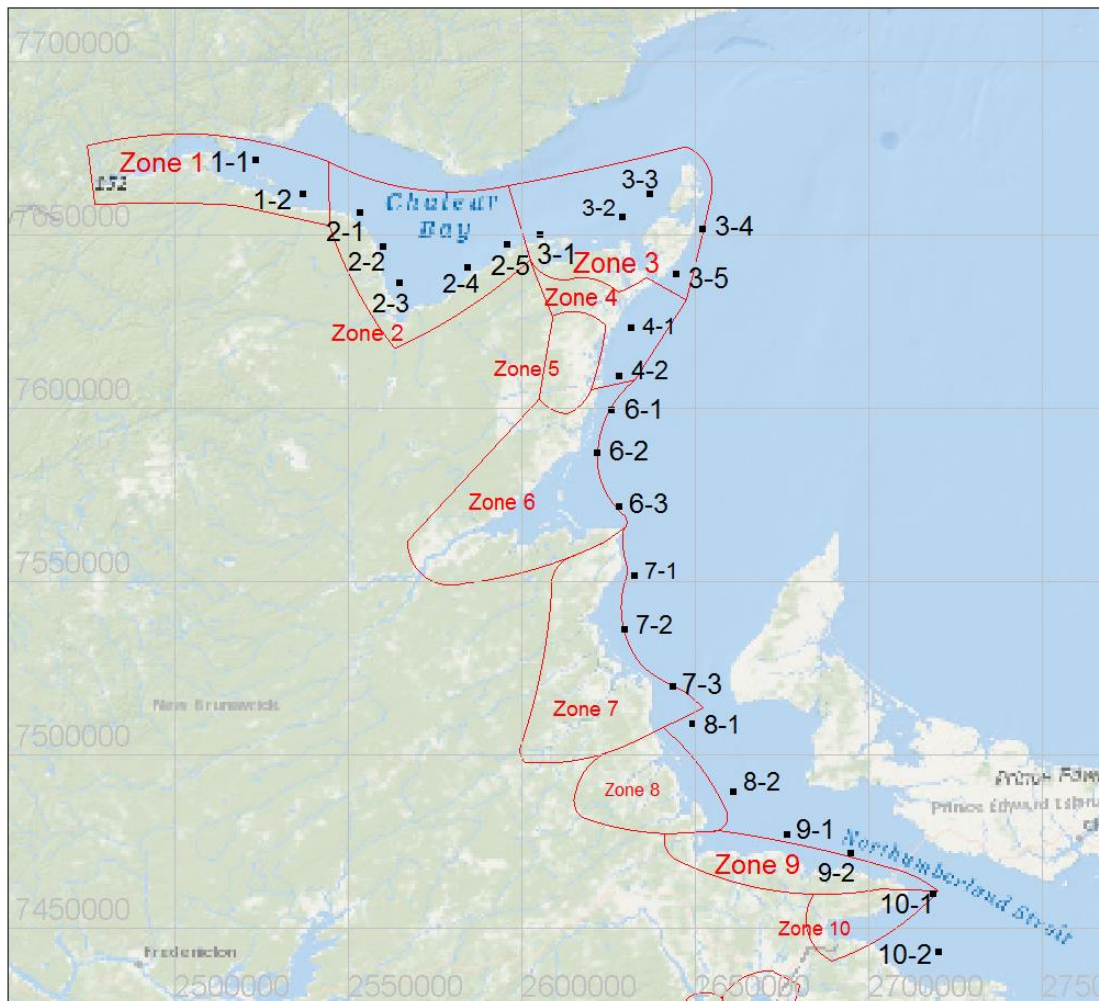 7700000
Zone 1
1-1
132
1-2
3-3
Chaleur
Bay
3-2
7650000
2-1
3-4
2-2
2-5
3-1
Zone 3
3-5
2-4
2-3
Zone 4
Zone 2
4-1
Zone 5
4-2
7600000
6-1
6-2
Zone 6
6-3
7550000
7-1
7-2
7-3
New Brunswick
Zone 7
8-1
7500000
Zone 8
8-2
Prince Edward Island
9-1
Northumberland Strait
Zone 9
9-2
10-1
7450000
Zone 10
Fredericton
10-2
2500000
2550000
2600000
2650000
2700000